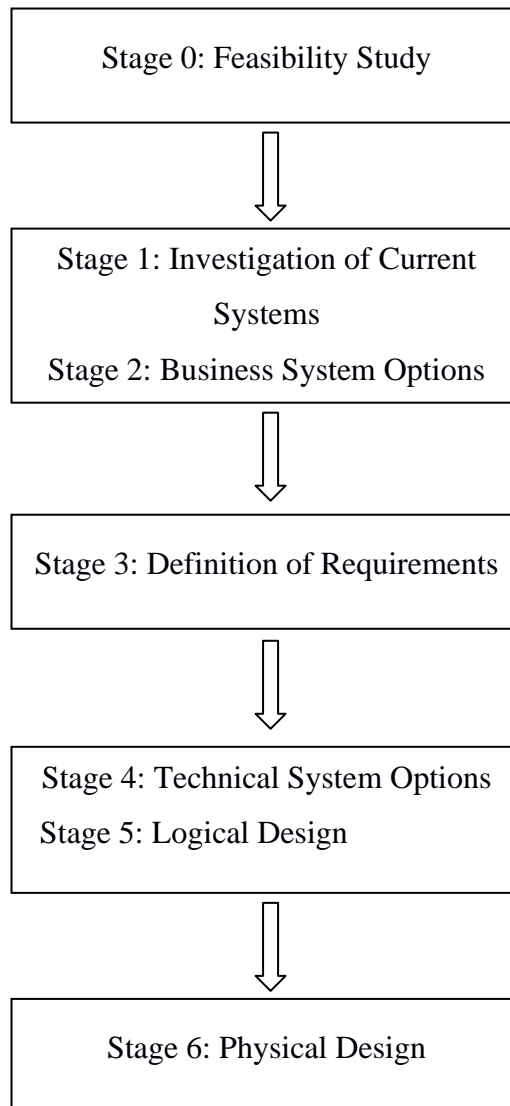 Stage 0: Feasibility Study
Stage 1: Investigation of Current
Systems
Stage 2: Business System Options
Stage 3: Definition of Requirements
Stage 4: Technical System Options
Stage 5: Logical Design
Stage 6: Physical Design